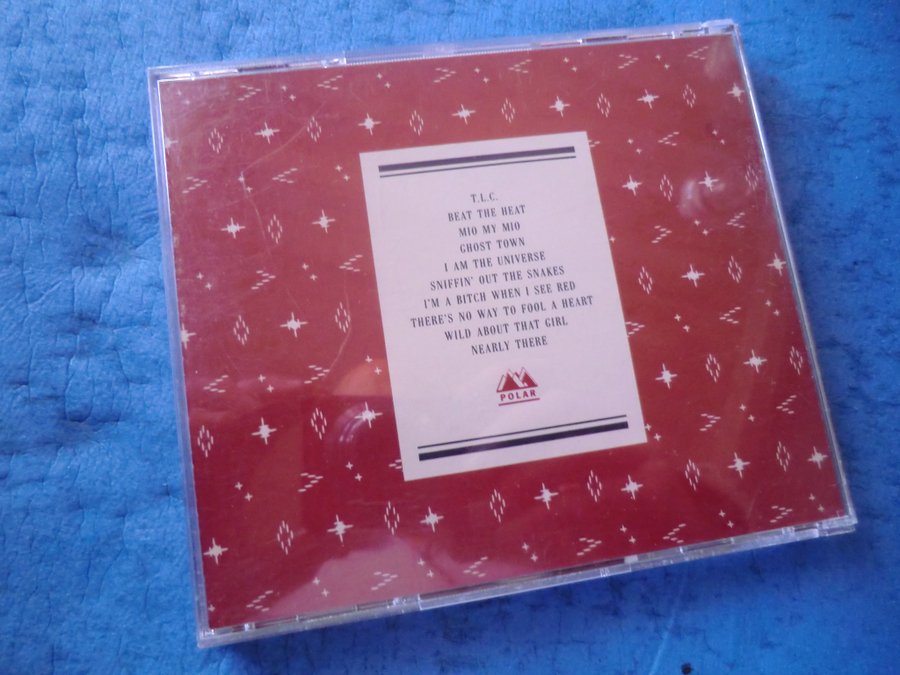 T.L.C.
BEAT THE HEAT
MIO MY MIO
GHOST TOWN
I AM THE UNIVERSE
SNIFFIN' OUT THE SNAKES
I'M A BITCH WHEN I SEE RED
THERE'S NO WAY TO FOOL A HEART
WILD ABOUT THAT GIRL
NEARLY THERE
POLAR